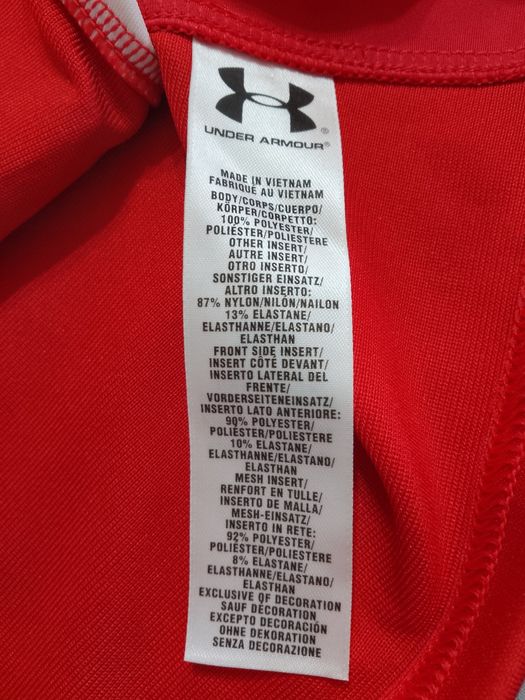 UNDER ARMOUR®
MADE IN VIETNAM
FABRIQUÉ AU VIETNAM
BODY/CORPS/CUERPO/
KÖRPER/CORPETTO:
100% POLYESTER/
POLIÉSTER/POLIESTERE
OTHER INSERT/
AUTRE INSERT/
OTRO INSERTO/
SONSTIGER EINSATZ/
ALTRO INSERTO:
87% NYLON/NILÓN/NAILON
13% ELASTANE/
ELASTHANNE/ELASTANO/
ELASTHAN
FRONT SIDE INSERT/
INSERT CÔTÉ DEVANT/
INSERTO LATERAL DEL
FRENTE/
VORDERSEITENEINSATZ/
INSERTO LATO ANTERIORE:
90% POLYESTER/
POLIÉSTER/POLIESTERE
10% ELASTANE/
ELASTHANNE/ELASTANO/
ELASTHAN
MESH INSERT/
RENFORT EN TULLE/
INSERTO DE MALLA/
MESH-EINSATZ/
INSERTO IN RETE:
92% POLYESTER/
POLIÉSTER/POLIESTERE
8% ELASTANE/
ELASTHANNE/ELASTANO/
ELASTHAN
EXCLUSIVE OF DECORATION
SAUF DÉCORATION
EXCEPTO DECORACIÓN
OHNE DEKORATION
SENZA DECORAZIONE